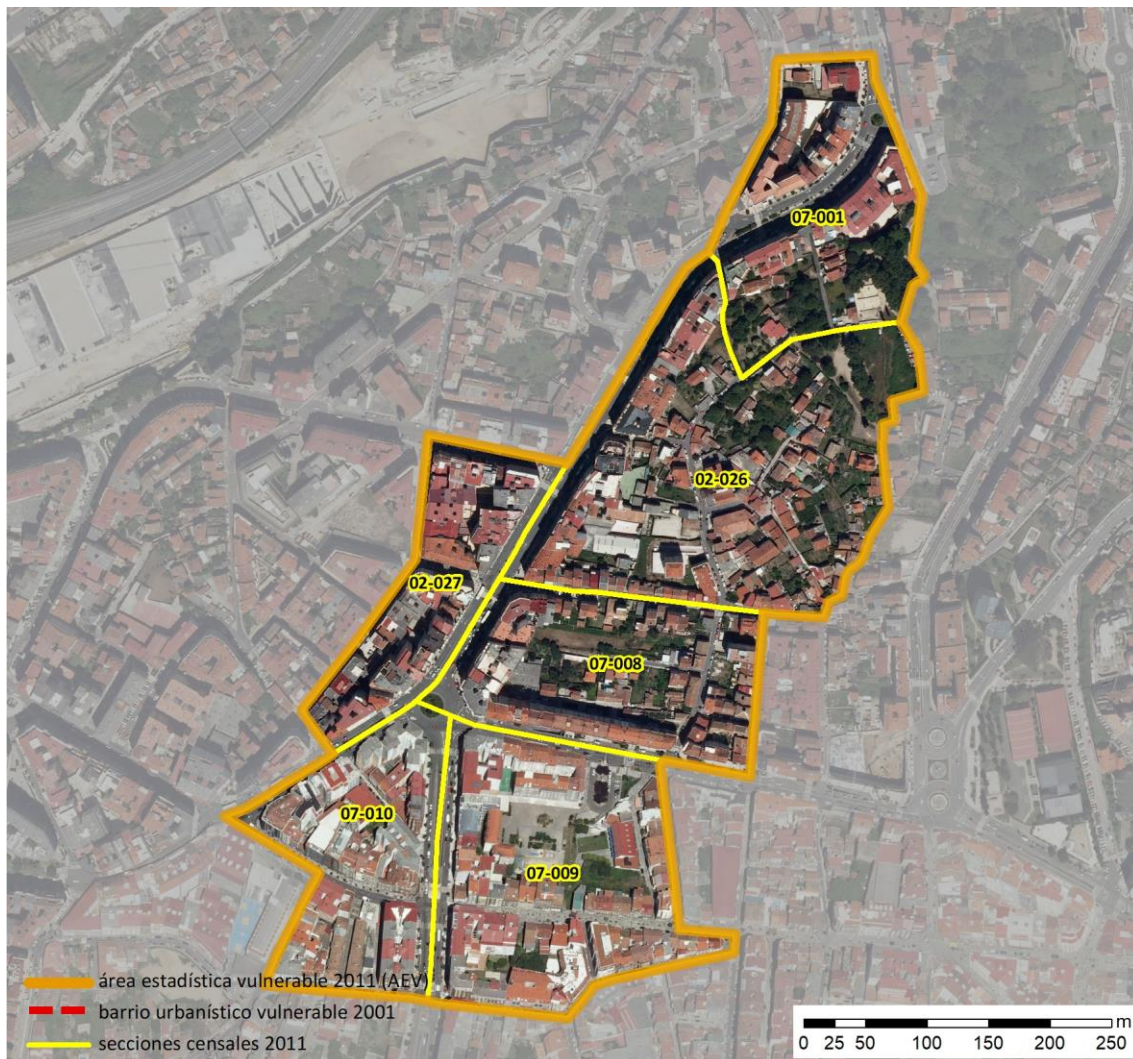 07-001
02-026
02-027
07-008
07-010
07-009
área estadística vulnerable 2011 (AEV)
barrio urbanístico vulnerable 2001
secciones censales 2011
m
0 25 50 100 150 200 250